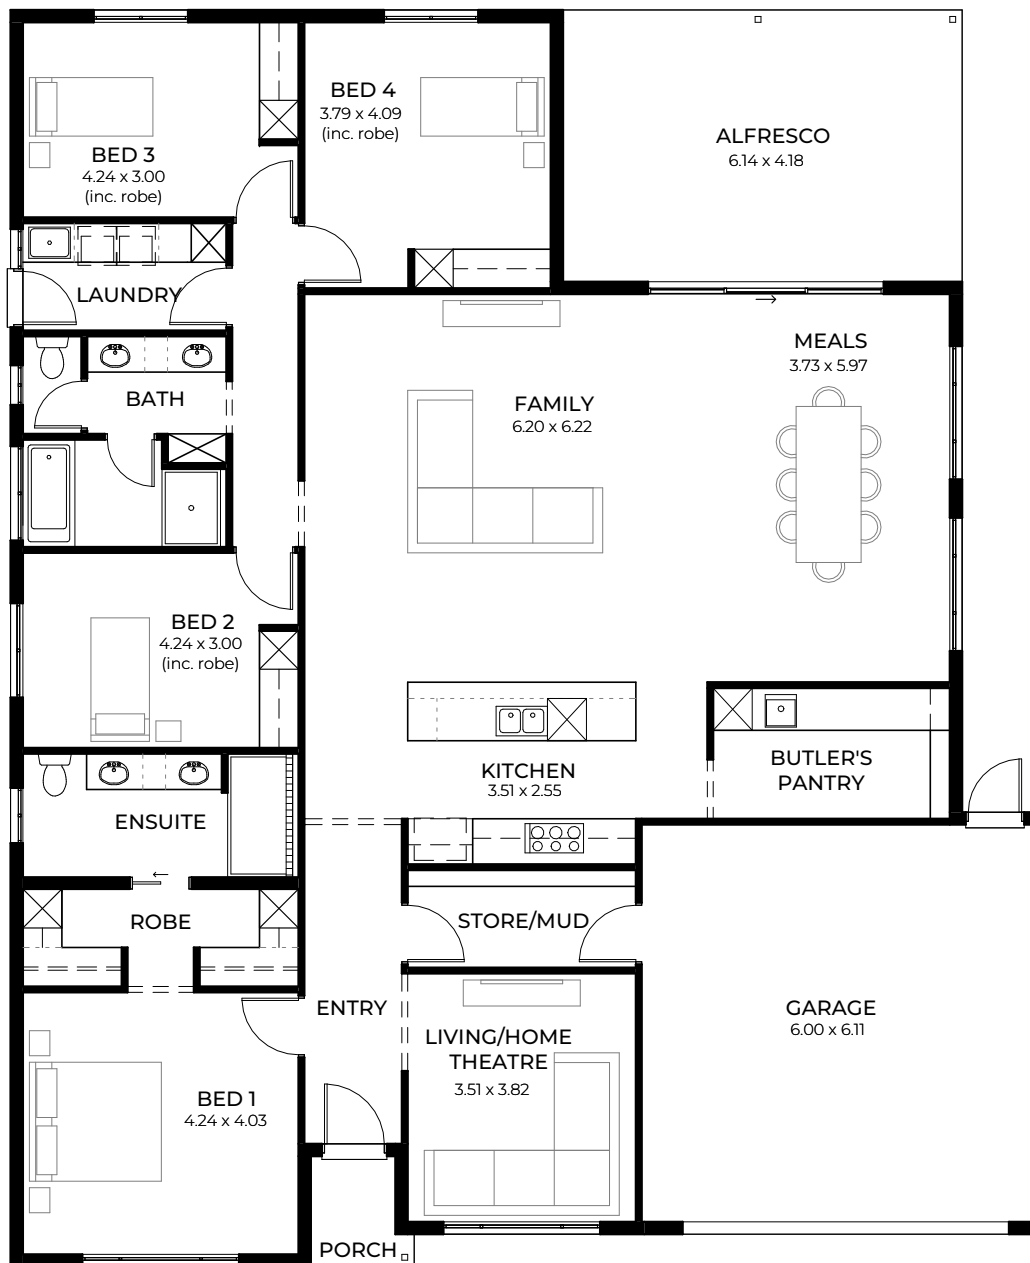 BED 4
3.79 x 4.09
(inc. robe)
ALFRESCO
6.14 x 4.18
BED 3
4.24 x 3.00
(inc. robe)
LAUNDRY
MEALS
3.73 x 5.97
BATH
FAMILY
6.20 x 6.22
BED 2
4.24 x 3.00
(inc. robe)
KITCHEN
3.51 x 2.55
BUTLER'S
PANTRY
ENSUITE
ROBE
STORE/MUD
ENTRY
GARAGE
6.00 x 6.11
LIVING/HOME
THEATRE
3.51 x 3.82
BED 1
4.24 x 4.03
PORCH